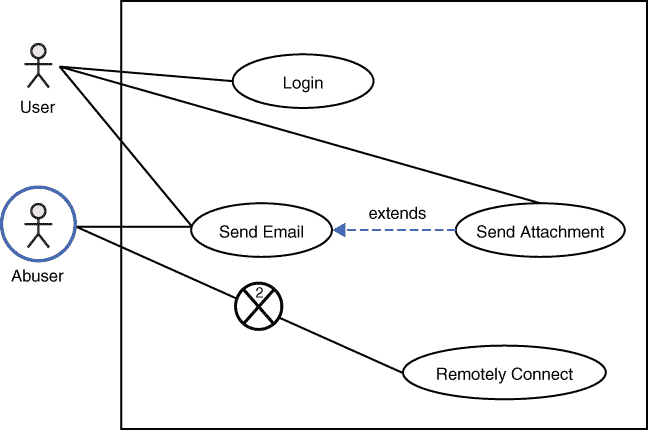 User
Login
Abuser
Send Email
extends
Send Attachment
2
Remotely Connect